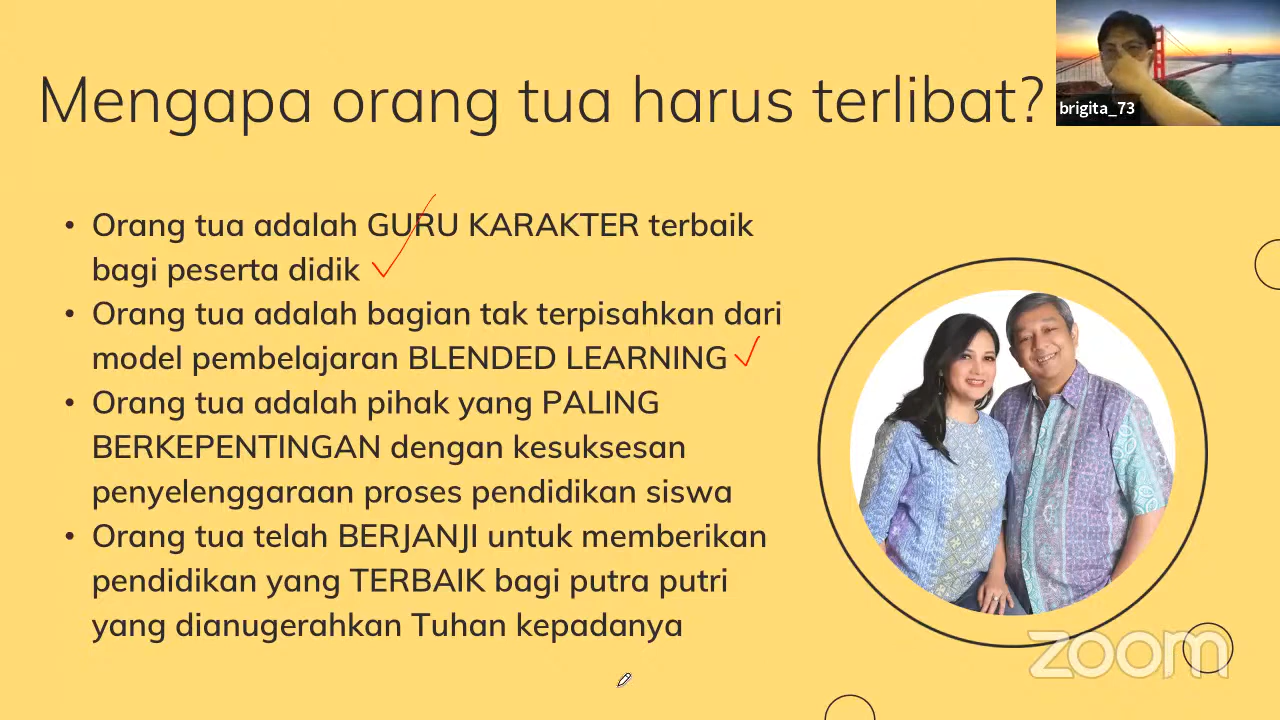 Mengapa orang tua harus terlibat?
brigita_73
• Orang tua adalah GURU KARAKTER terbaik
bagi peserta didik
• Orang tua adalah bagian tak terpisahkan dari
model pembelajaran BLENDED LEARNING
• Orang tua adalah pihak yang PALING
BERKEPENTINGAN dengan kesuksesan
penyelenggaraan proses pendidikan siswa
• Orang tua telah BERJANJI untuk memberikan
pendidikan yang TERBAIK bagi putra putri
yang dianugerahkan Tuhan kepadanya
zoom